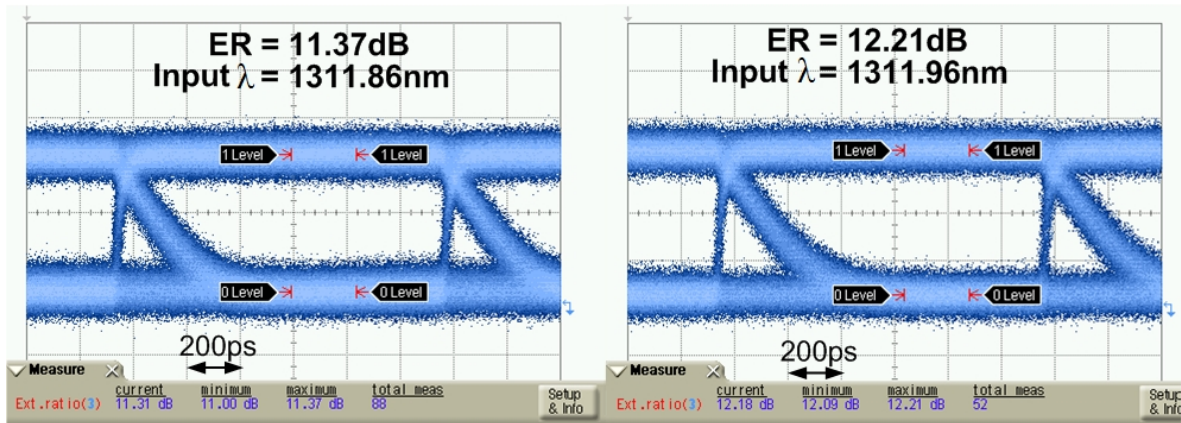 ER = 11.37dB
Input λ = 1311.86nm
1 Level 1 Level
0 Level 0 Level
200ps
Measure
current minimum maximum total meas
Ext.ratio(3) 11.31 dB 11.00 dB 11.37 dB 88
Setup
& Info
ER = 12.21dB
Input λ = 1311.96nm
1 Level 1 Level
0 Level 0 Level
200ps
Measure
current minimum maximum total meas
Ext.ratio(3) 12.18 dB 12.09 dB 12.21 dB 52
Setup
& Info